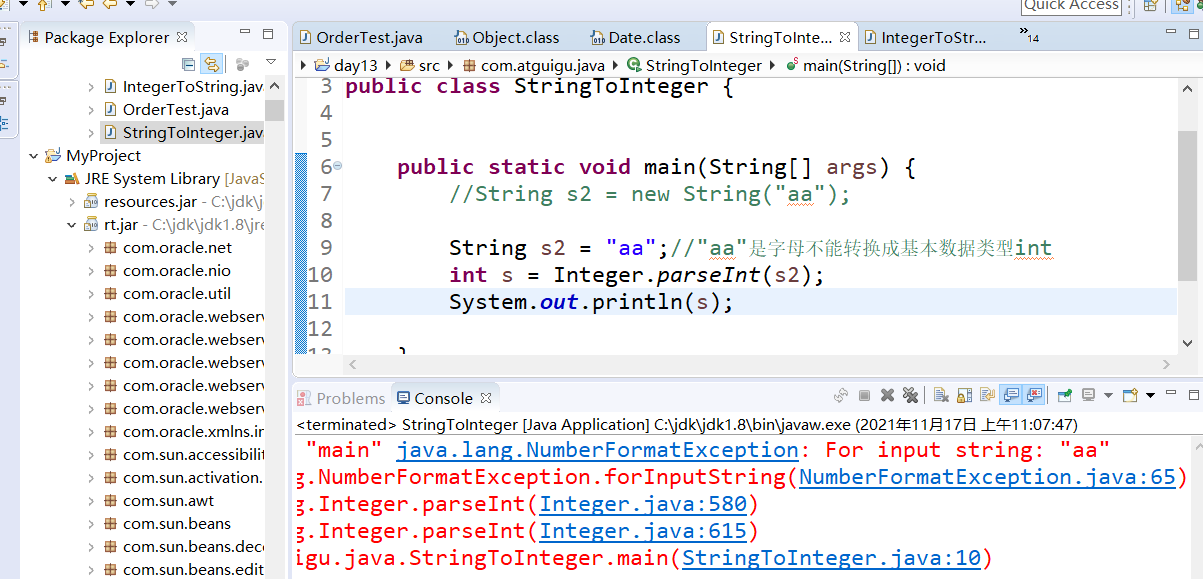 Quick Access
Package Explorer
IntegerToString.jav
OrderTest.java
StringToInteger.jav
MyProject
JRE System Library [JavaS
resources.jar - C:\jdk\j
rt.jar - C:\jdk\jdk1.8\jre
com.oracle.net
com.oracle.nio
com.oracle.util
com.oracle.webserv
com.oracle.webserv
com.oracle.webserv
com.oracle.webserv
com.oracle.xmlns.in
com.sun.accessibilit
com.sun.activation.
com.sun.awt
com.sun.beans
com.sun.beans.deco
com.sun.beans.edit
OrderTest.java Object.class Date.class StringToInte... IntegerToStr... »14
day13 src com.atguigu.java StringToInteger main(String[]) : void
3 public class StringToInteger {
4
5
6 public static void main(String[] args) {
7 //String s2 = new String("aa");
8
9 String s2 = "aa";//"aa"是字母不能转换成基本数据类型int
10 int s = Integer.parseInt(s2);
11 System.out.println(s);
12
13 }
Problems Console
<terminated> StringToInteger [Java Application] C:\jdk\jdk1.8\bin\javaw.exe (2021年11月17日 上午11:07:47)
"main" java.lang.NumberFormatException: For input string: "aa"
g.NumberFormatException.forInputString(NumberFormatException.java:65)
g.Integer.parseInt(Integer.java:580)
g.Integer.parseInt(Integer.java:615)
igu.java.StringToInteger.main(StringToInteger.java:10)